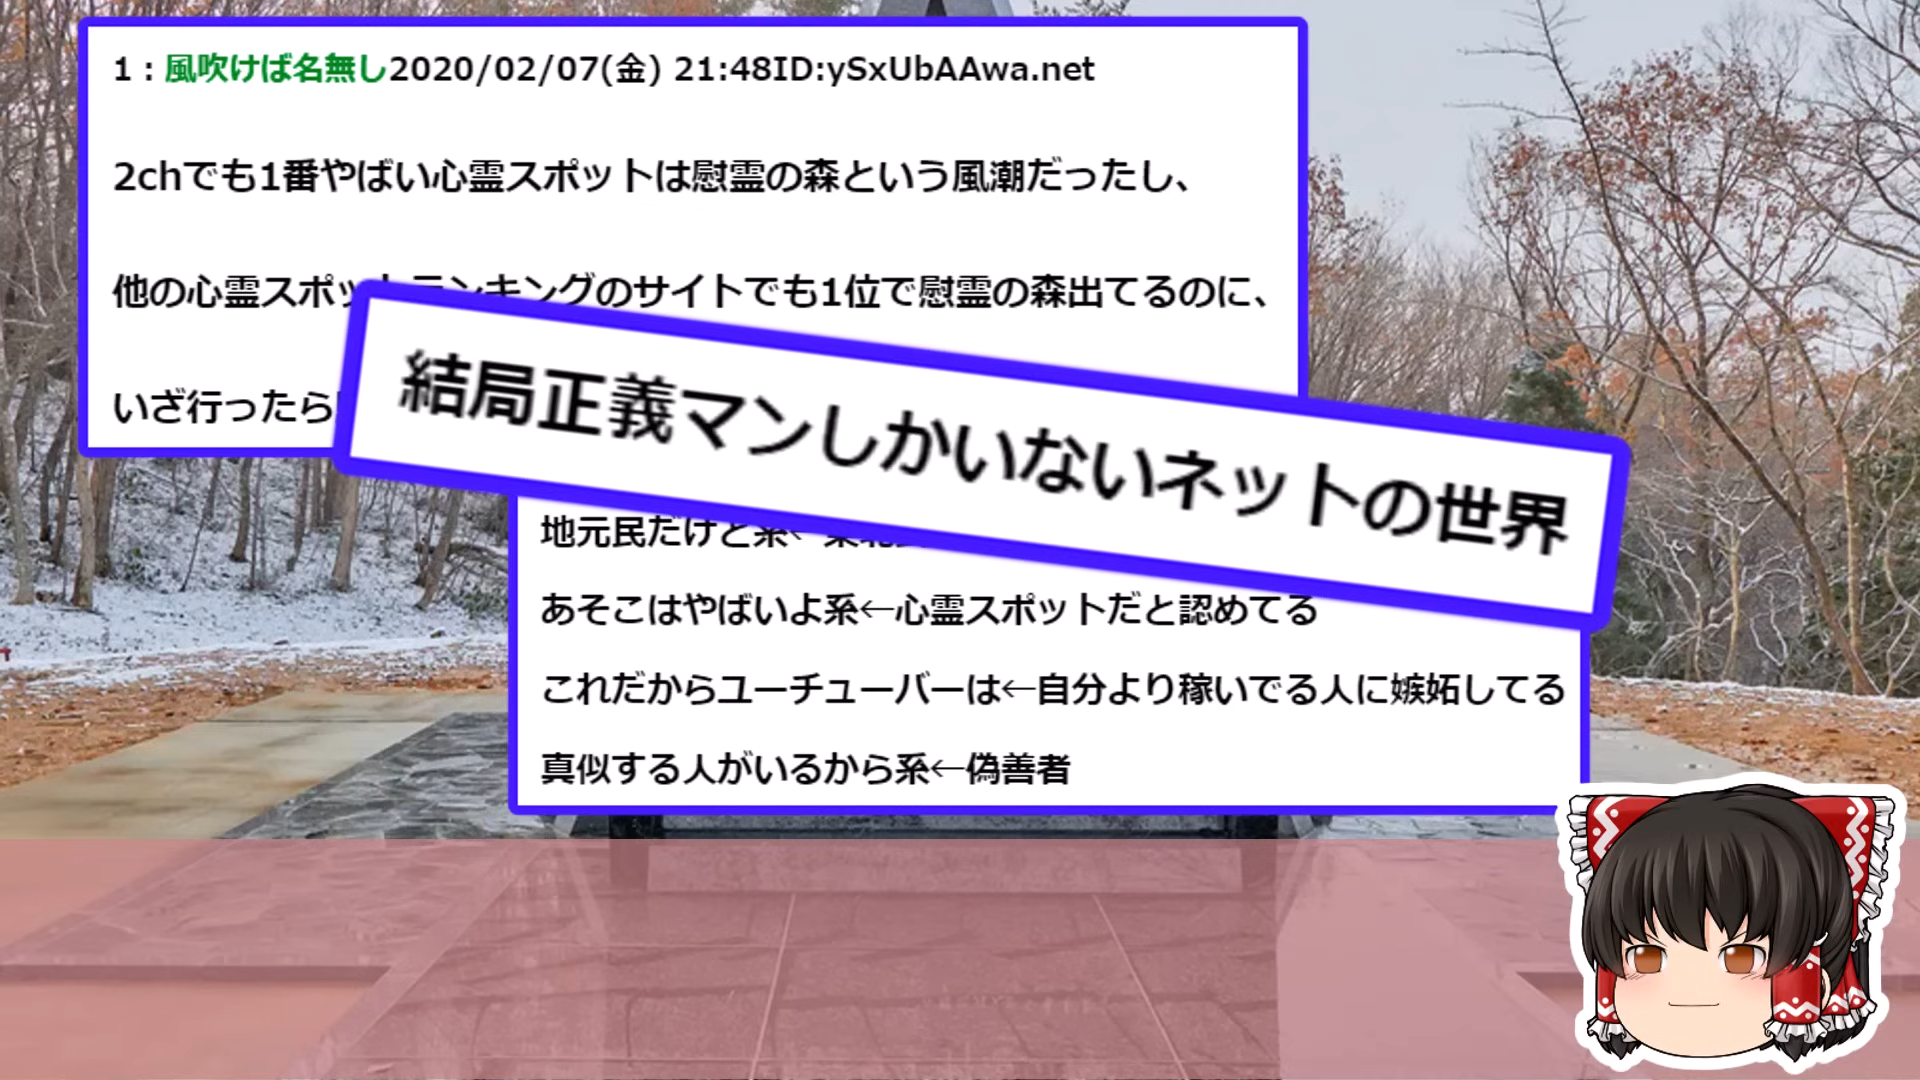 1：風吹けば名無し2020/02/07(金) 21:48ID:ySxUbAAwa.net
2chでも1番やばい心霊スポットは慰霊の森という風潮だったし、
他の心霊スポットランキングのサイトでも1位で慰霊の森出てるのに、
いざ行ったら
結局正義マンしかいないネットの世界
地元民だけど系←
あそこはやばいよ系←心霊スポットだと認めてる
これだからユーチューバーは←自分より稼いでる人に嫉妬してる
真似する人がいるから系←偽善者